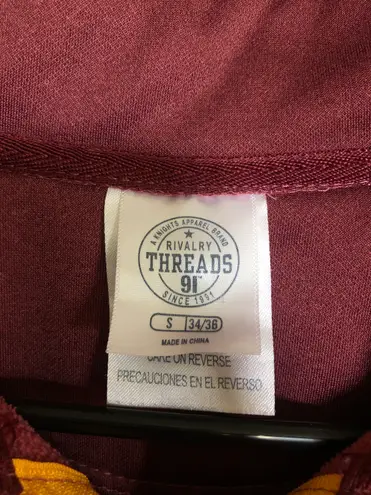 A KNIGHTS APPAREL BRAND
RIVALRY
THREADS
91
SINCE 1991
S 34/36
MADE IN CHINA
CARE ON REVERSE
PRECAUCIONES EN EL REVERSO